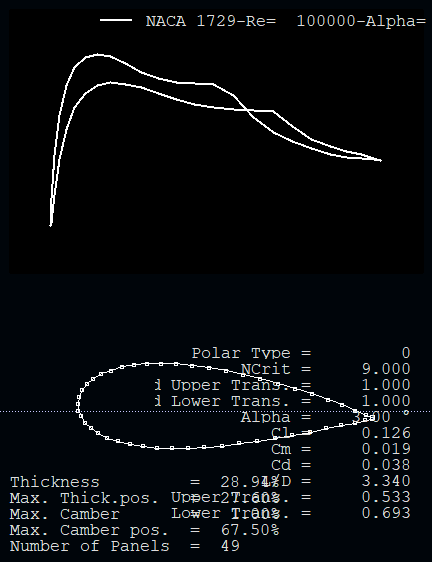 NACA 1729-Re= 100000-Alpha=
Polar Type = 0
NCrit = 9.000
d Upper Trans. = 1.000
d Lower Trans. = 1.000
Alpha = 3.00 °
Cl = 0.126
Cm = 0.019
Cd = 0.038
L/D = 3.340
Upper Trans. = 0.533
Lower Trans. = 0.693
Thickness = 28.94%
Max. Thick.pos. = 27.60%
Max. Camber = 1.00%
Max. Camber pos. = 67.50%
Number of Panels = 49